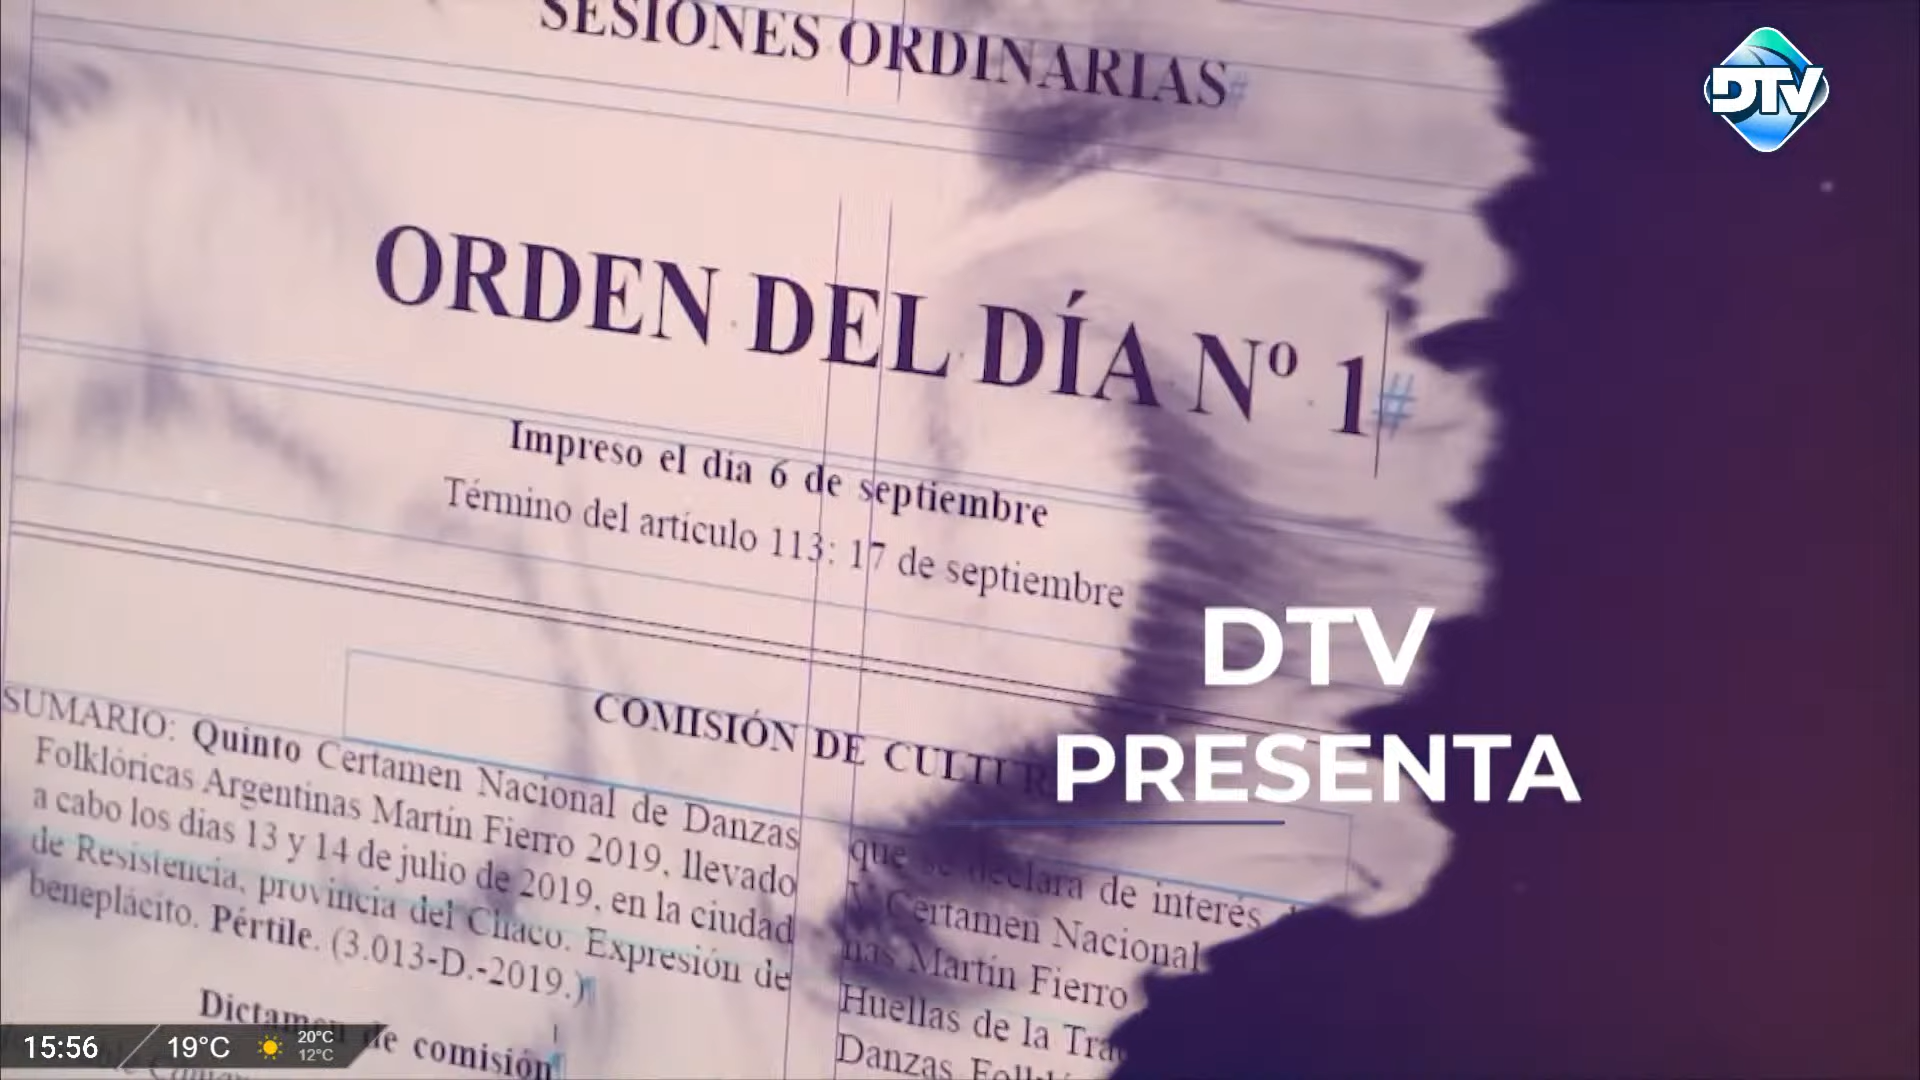 SESIONES ORDINARIAS#
DTV
ORDEN DEL DÍA Nº 1#
Impreso el día 6 de septiembre
Término del artículo 113: 17 de septiembre
DTV
PRESENTA
COMISIÓN DE CULTUR
SUMARIO: Quinto Certamen Nacional de Danzas
Folklóricas Argentinas Martín Fierro 2019, llevado
a cabo los días 13 y 14 de julio de 2019, en la ciudad
de Resistencia, provincia del Chaco. Expresión de
beneplácito. Pértile. (3.013-D.-2019.)¶
Dictamen de comisión
que se declara de interés
V Certamen Nacional
nas Martín Fierro
Huellas de la Tra
Danzas Folkl
15:56
19°C
20°C
12°C